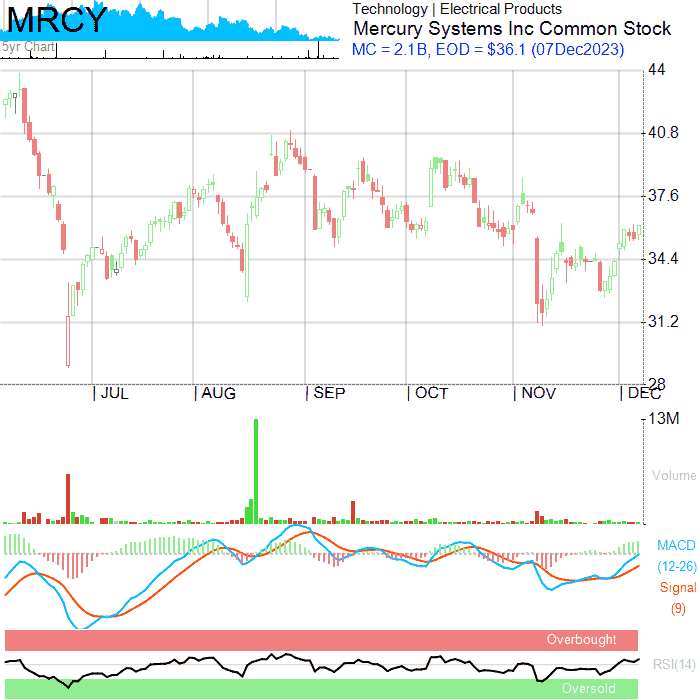 MRCY
5yr Chart
Technology | Electrical Products
Mercury Systems Inc Common Stock
MC = 2.1B, EOD = $36.1 (07Dec2023)
44
40.8
37.6
34.4
31.2
28
JUL
AUG
SEP
OCT
NOV
DEC
13M
Volume
MACD
(12-26)
Signal
(9)
Overbought
RSI(14)
Oversold